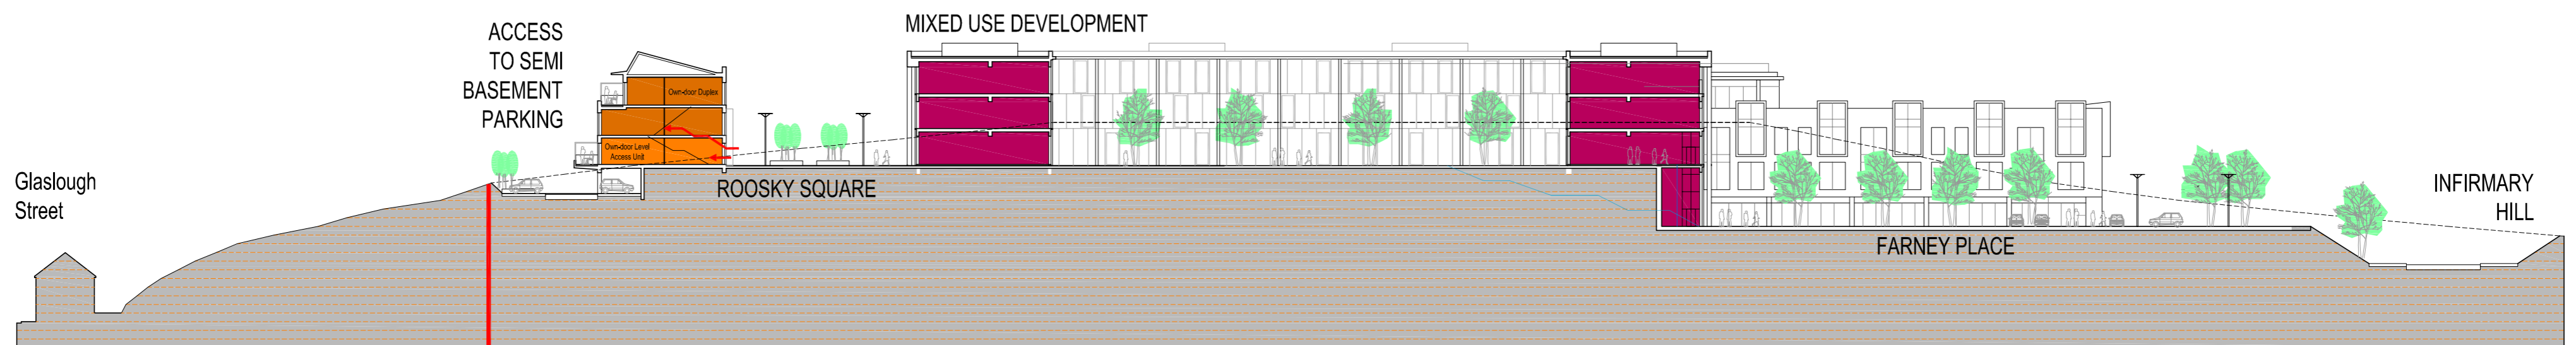 Glaslough
Street
ACCESS
TO SEMI
BASEMENT
PARKING
Own-door Duplex
Own-door Level
Access Unit
ROOSKY SQUARE
MIXED USE DEVELOPMENT
FARNEY PLACE
INFIRMARY
HILL